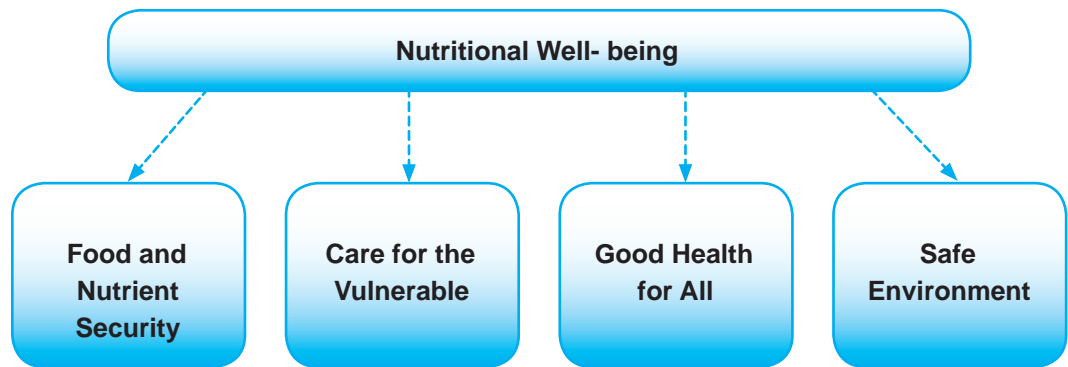 Nutritional Well- being
Food and
Nutrient
Security
Care for the
Vulnerable
Good Health
for All
Safe
Environment